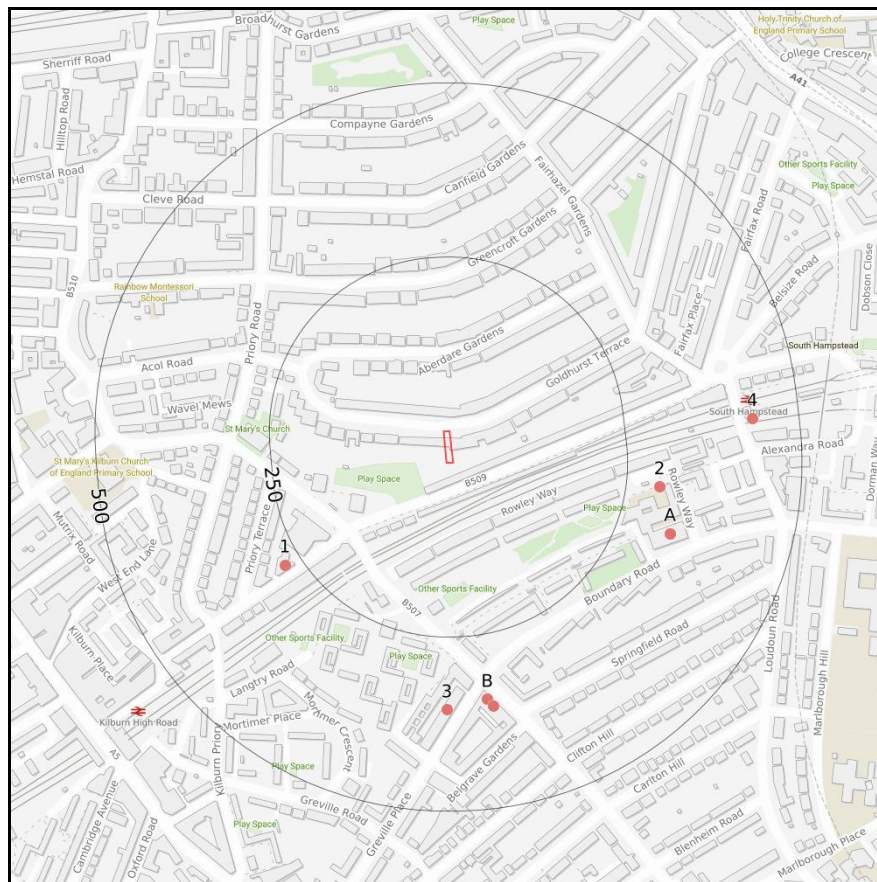 Broad
hurst Gardens
Play Space
Holy Trinity Church of
England Primary School
College Crescent
A41
Sherriff Road
Hilltop Road
Compayne Gardens
Canfield Gardens
Fairhazel Gardens
Other Sports Facility
Play Space
Hemstal Road
Cleve Road
Greencroft Gardens
Fairfax Road
Belsize Road
Dobson Close
B510
Rainbow Montessori
School
Priory Road
Aberdare Gardens
Goldhurst Terrace
Fairfax Place
South Hampstead
Acol Road
Wavel Mews
4
South Hampstead
St Mary's Church
Alexandra Road
St Mary's Kilburn Church
of England Primary School
Play Space
B509
2
Rowley Way
Rowley Way
Dorman Way
250
500
Play Space
A
Mutrix Road
Priory Terrace
1
West End Lane
Boundary Road
Other Sports Facility
B507
Kilburn Place
Other Sports Facility
Springfield Road
Loudoun Road
Marlborough Hill
Play Space
Langtry Road
3
B
Kilburn High Road
Mortimer Place
Mortimer Crescent
Clifton Hill
A5
Kilburn Priory
Play Space
Belgrave Gardens
Carlton Hill
Greville Road
Greville Place
Cambridge Avenue
Oxford Road
Play Space
Blenheim Road
Marlborough Place